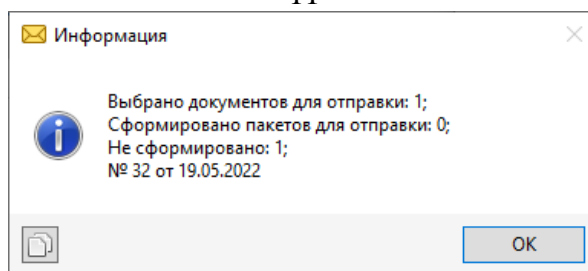 Информация
Выбрано документов для отправки: 1;
Сформировано пакетов для отправки: 0;
Не сформировано: 1;
№ 32 от 19.05.2022
ОК